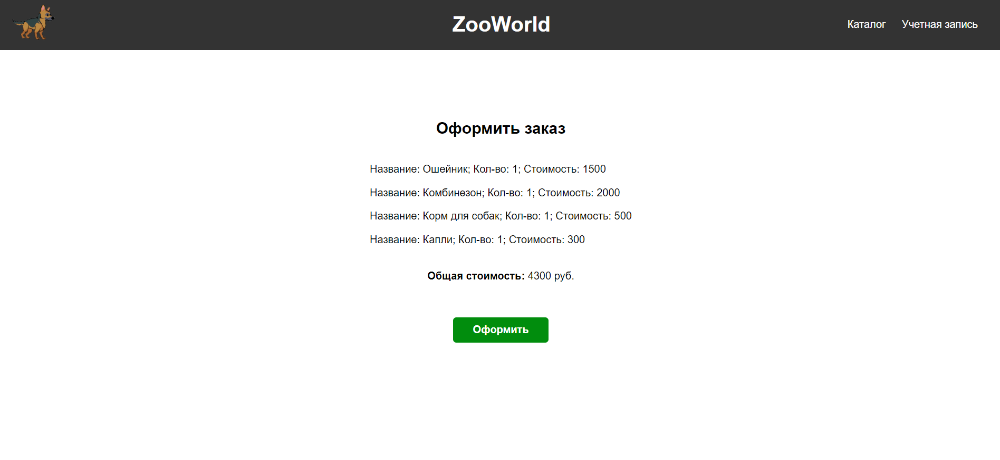 ZooWorld
Каталог
Учетная запись
Оформить заказ
Название: Ошейник; Кол-во: 1; Стоимость: 1500
Название: Комбинезон; Кол-во: 1; Стоимость: 2000
Название: Корм для собак; Кол-во: 1; Стоимость: 500
Название: Капли; Кол-во: 1; Стоимость: 300
Общая стоимость: 4300 руб.
Оформить